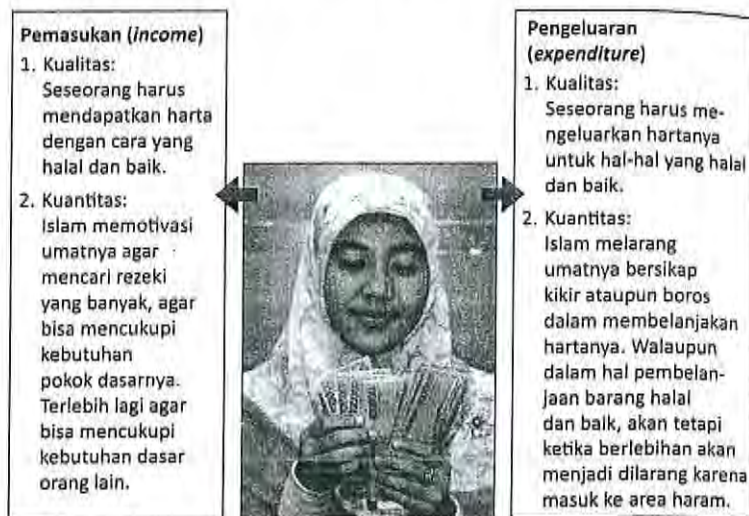 Pemasukan (income)
1. Kualitas:
Seseorang harus
mendapatkan harta
dengan cara yang
halal dan baik.
2. Kuantitas:
Islam memotivasi
umatnya agar
mencari rezeki
yang banyak, agar
bisa mencukupi
kebutuhan
pokok dasarnya.
Terlebih lagi agar
bisa mencukupi
kebutuhan dasar
orang lain.
Pengeluaran
(expenditure)
1. Kualitas:
Seseorang harus me-
ngeluarkan hartanya
untuk hal-hal yang halal
dan baik.
2. Kuantitas:
Islam melarang
umatnya bersikap
kikir ataupun boros
dalam membelanjakan
hartanya. Walaupun
dalam hal pembelan-
jaan barang halal
dan baik, akan tetapi
ketika berlebihan akan
menjadi dilarang karena
masuk ke area haram.